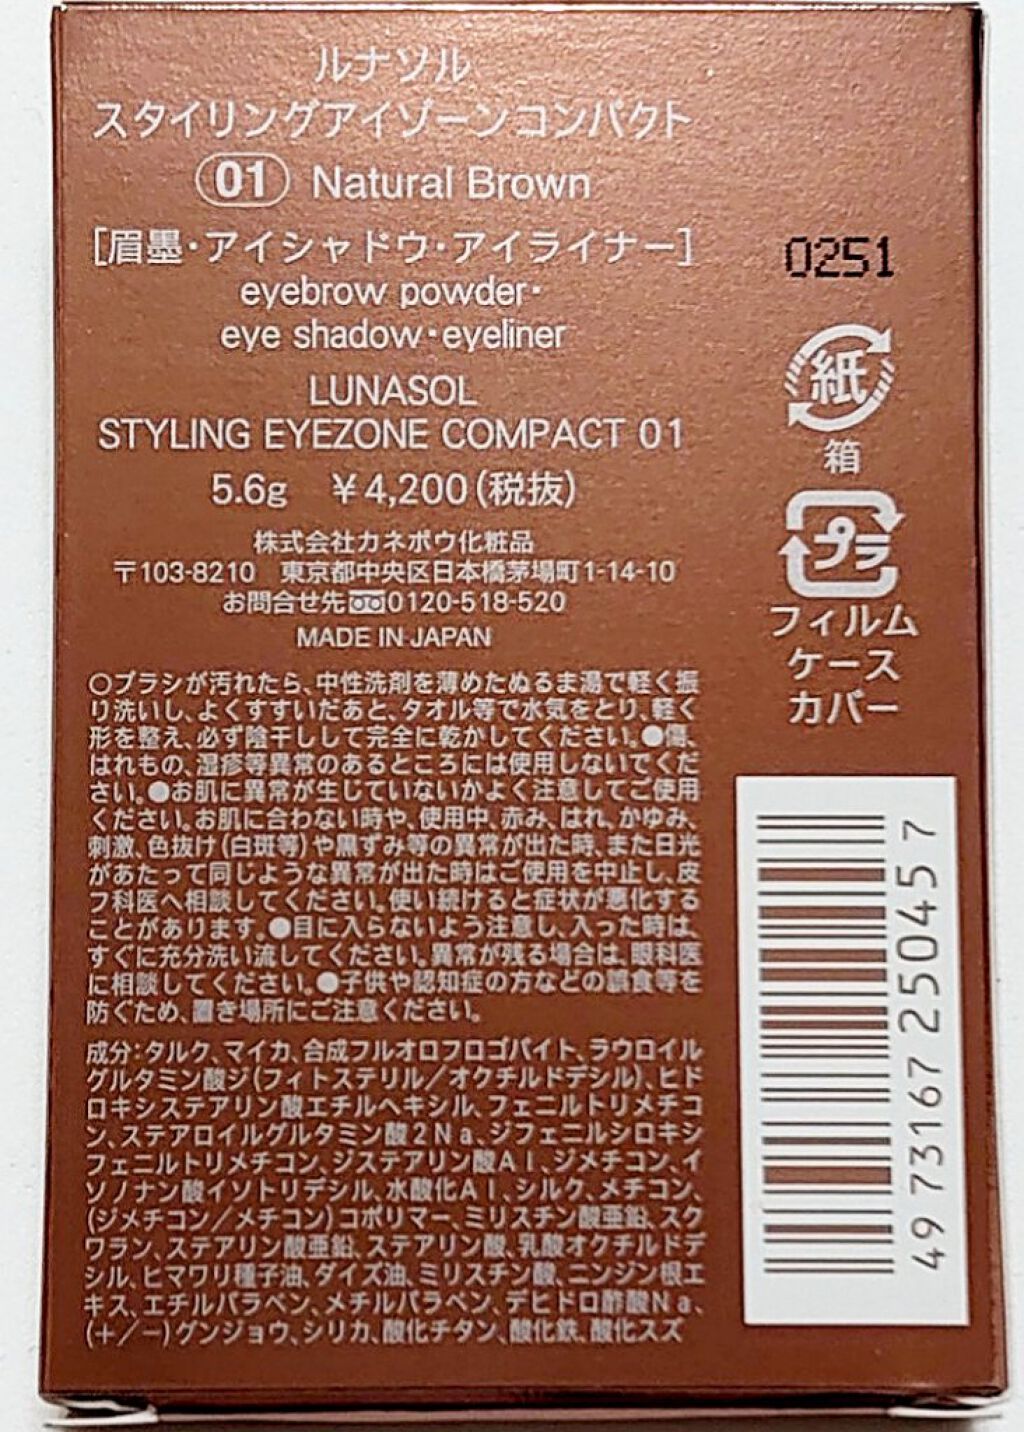 ルナソル
スタイリングアイゾーンコンパクト
01 Natural Brown
[眉墨・アイシャドウ・アイライナー]
eyebrow powder・
eye shadow・eyeliner
LUNASOL
STYLING EYEZONE COMPACT 01
5.6g ￥4,200(税抜)
株式会社カネボウ化粧品
〒103-8210 東京都中央区日本橋茅場町1-14-10
お問合せ先 0120-518-520
MADE IN JAPAN
○ブラシが汚れたら、中性洗剤を薄めたぬるま湯で軽く振
り洗いし、よくすすいだあと、タオル等で水気をとり、軽く
形を整え、必ず陰干しして完全に乾かしてください。●傷、
はれもの、湿疹等異常のあるところには使用しないでくだ
さい。●お肌に異常が生じていないかよく注意してご使用
ください。お肌に合わない時や、使用中、赤み、はれ、かゆみ、
刺激、色抜け(白斑等)や黒ずみ等の異常が出た時、また日光
があたって同じような異常が出た時はご使用を中止し、皮
フ科医へ相談してください。使い続けると症状が悪化する
ことがあります。●目に入らないよう注意し、入った時は、
すぐに充分洗い流してください。異常が残る場合は、眼科医
に相談してください。●子供や認知症の方などの誤食等を
防ぐため、置き場所にご注意ください。
成分:タルク、マイカ、合成フルオロフロゴパイト、ラウロイル
グルタミン酸ジ(フィトステリル/オクチルドデシル)、ヒド
ロキシステアリン酸エチルヘキシル、フェニルトリメチコ
ン、ステアロイルグルタミン酸2Na、ジフェニルシロキシ
フェニルトリメチコン、ジステアリン酸Al、ジメチコン、イ
ソノナン酸イソトリデシル、水酸化Al、シルク、メチコン、
(ジメチコン/メチコン)コポリマー、ミリスチン酸亜鉛、スク
ワラン、ステアリン酸亜鉛、ステアリン酸、乳酸オクチルドデ
シル、ヒマワリ種子油、ダイズ油、ミリスチン酸、ニンジン根エ
キス、エチルパラベン、メチルパラベン、デヒドロ酢酸Na、
(+/-)グンジョウ、シリカ、酸化チタン、酸化鉄、酸化スズ
0251
紙
箱
プラ
フィルム
ケース
カバー
4973167250457